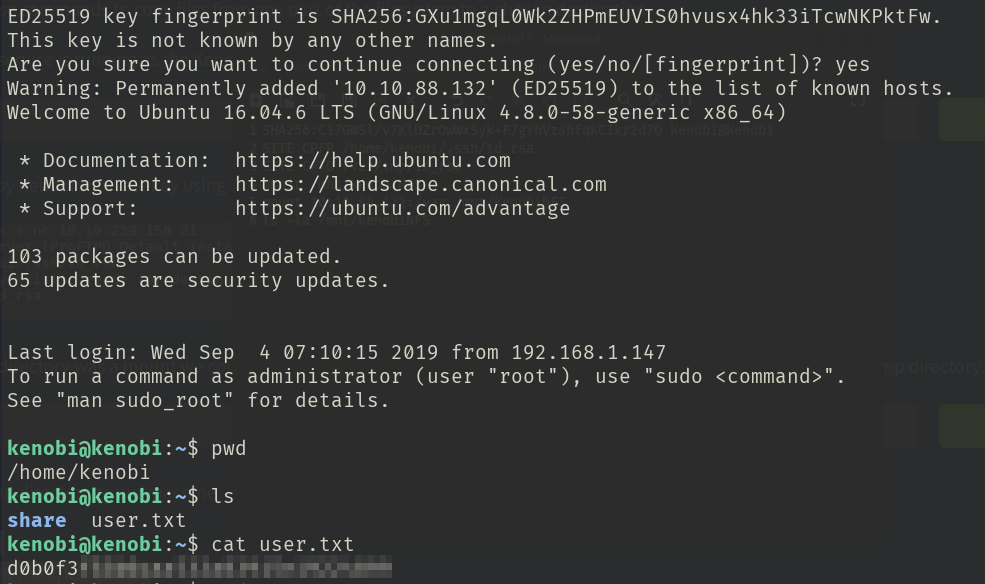 ED25519 key fingerprint is SHA256:GXu1mgqL0Wk2ZHPmEUVIS0hvusx4hk33iTcwNKPktFw.
This key is not known by any other names.
Are you sure you want to continue connecting (yes/no/[fingerprint])? yes
Warning: Permanently added '10.10.88.132' (ED25519) to the list of known hosts.
Welcome to Ubuntu 16.04.6 LTS (GNU/Linux 4.8.0-58-generic x86_64)
* Documentation:  https://help.ubuntu.com
* Management:     https://landscape.canonical.com
* Support:        https://ubuntu.com/advantage
103 packages can be updated.
65 updates are security updates.
Last login: Wed Sep  4 07:10:15 2019 from 192.168.1.147
To run a command as administrator (user "root"), use "sudo <command>".
See "man sudo_root" for details.
kenobi@kenobi:~$ pwd
/home/kenobi
kenobi@kenobi:~$ ls
share  user.txt
kenobi@kenobi:~$ cat user.txt
d0b0f3